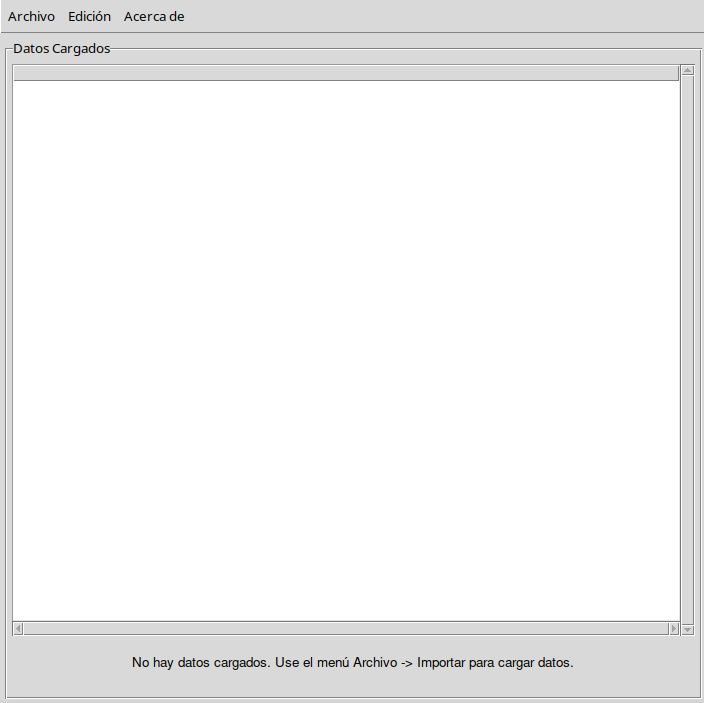 Archivo Edición Acerca de
Datos Cargados
No hay datos cargados. Use el menú Archivo -> Importar para cargar datos.